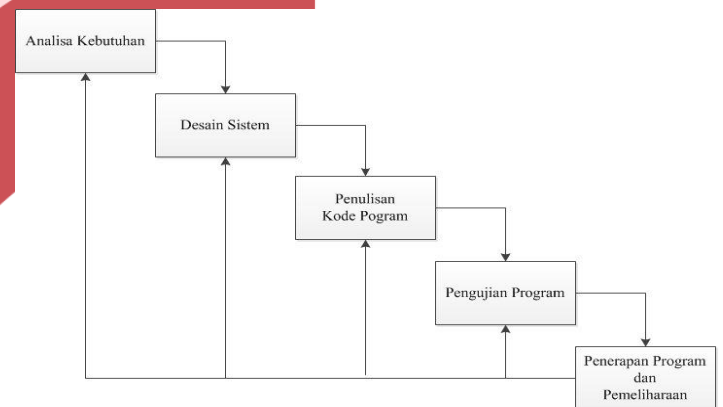 Analisa Kebutuhan
Desain Sistem
Penulisan
Kode Pogram
Pengujian Program
Penerapan Program
dan
Pemeliharaan